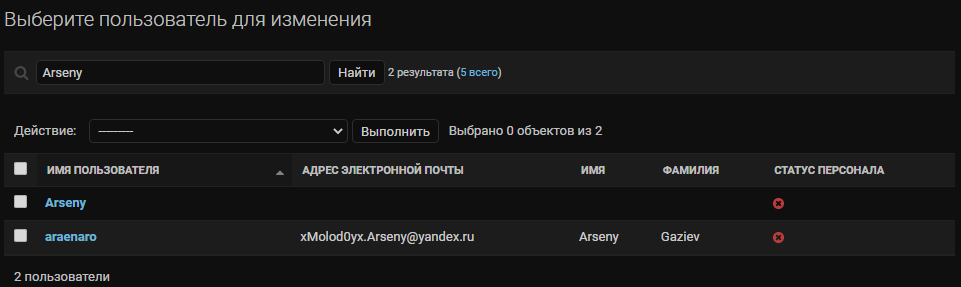 Выберите пользователь для изменения
Arseny Найти 2 результата (5 всего)
Действие: --------- Выполнить Выбрано 0 объектов из 2
ИМЯ ПОЛЬЗОВАТЕЛЯ АДРЕС ЭЛЕКТРОННОЙ ПОЧТЫ ИМЯ ФАМИЛИЯ СТАТУС ПЕРСОНАЛА
Arseny
araenaro xMolod0yx.Arseny@yandex.ru Arseny Gaziev
2 пользователи